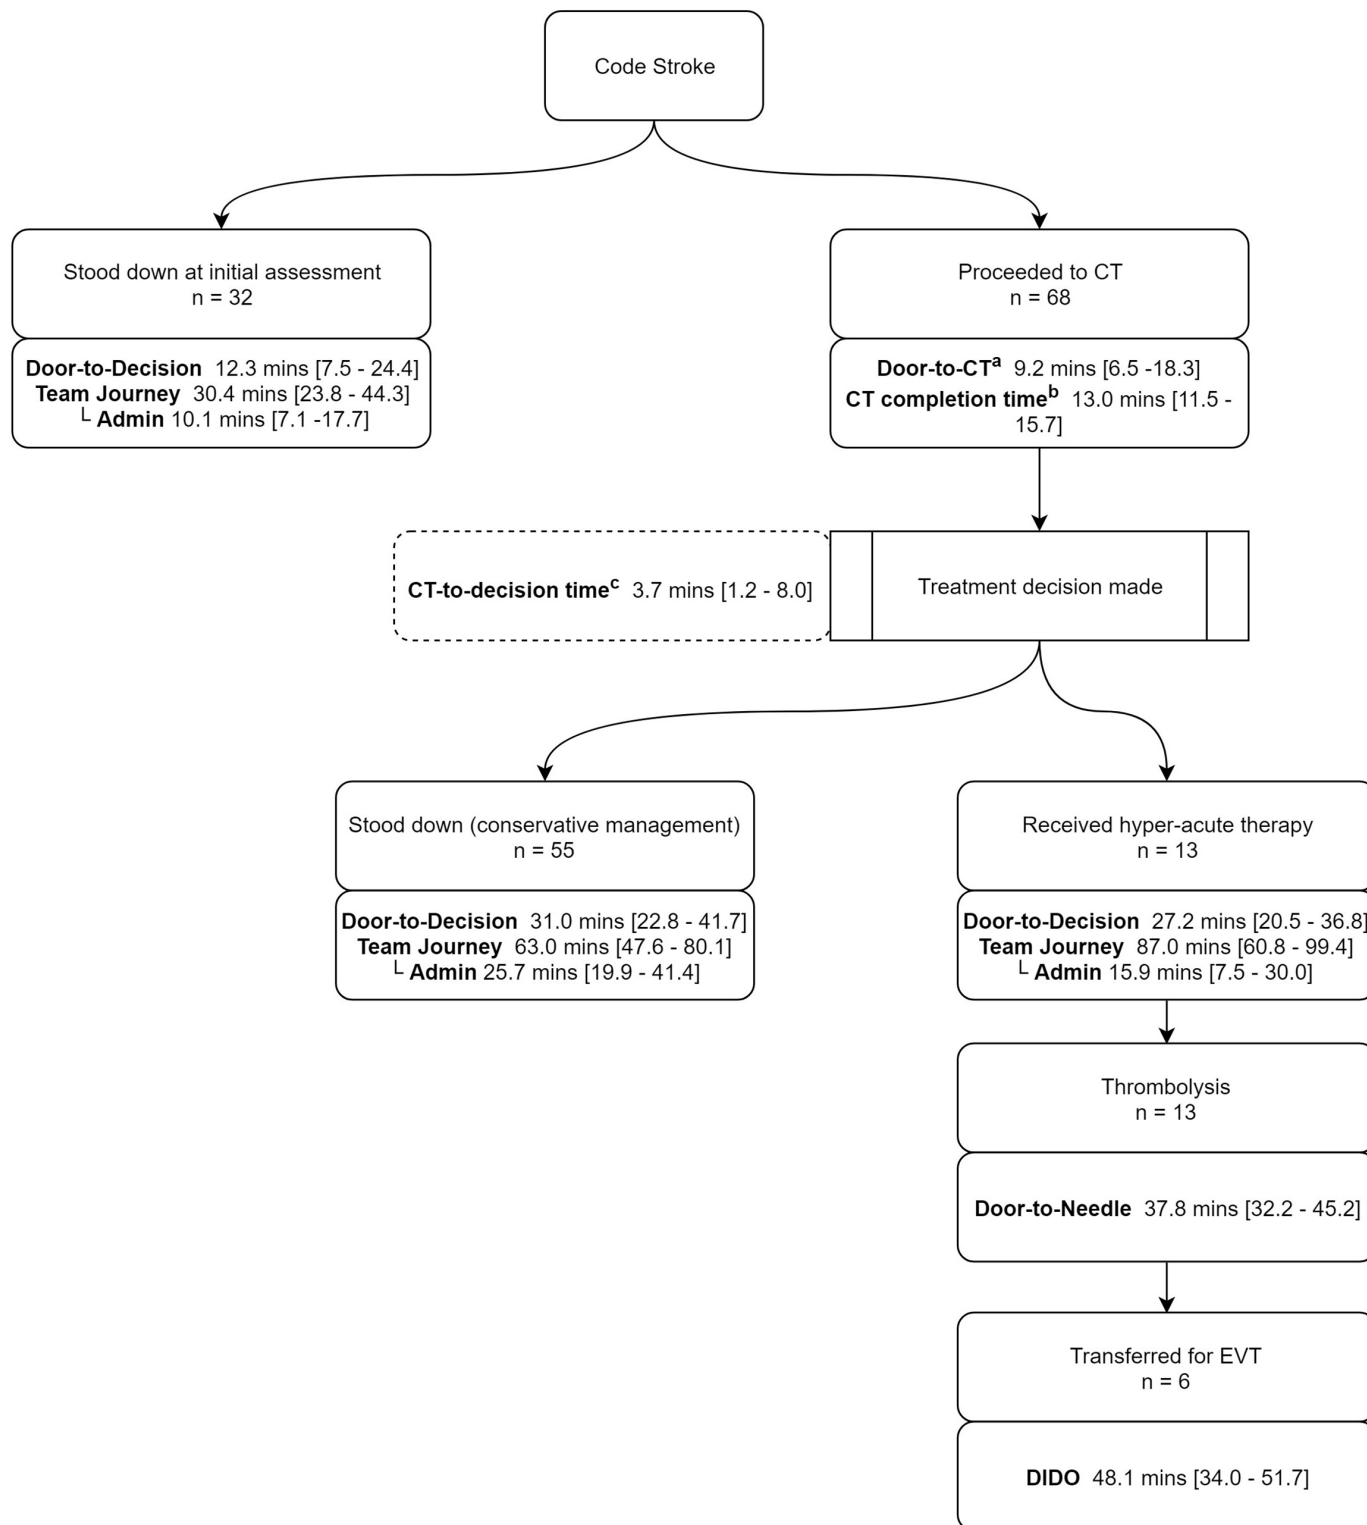 Code Stroke
Stood down at initial assessment
n = 32
Door-to-Decision 12.3 mins [7.5 - 24.4]
Team Journey 30.4 mins [23.8 - 44.3]
└ Admin 10.1 mins [7.1 -17.7]
Proceeded to CT
n = 68
Door-to-CTᵃ 9.2 mins [6.5 -18.3]
CT completion timeᵇ 13.0 mins [11.5 -
15.7]
CT-to-decision timeᶜ 3.7 mins [1.2 - 8.0]
Treatment decision made
Stood down (conservative management)
n = 55
Door-to-Decision 31.0 mins [22.8 - 41.7]
Team Journey 63.0 mins [47.6 - 80.1]
└ Admin 25.7 mins [19.9 - 41.4]
Received hyper-acute therapy
n = 13
Door-to-Decision 27.2 mins [20.5 - 36.8]
Team Journey 87.0 mins [60.8 - 99.4]
└ Admin 15.9 mins [7.5 - 30.0]
Thrombolysis
n = 13
Door-to-Needle 37.8 mins [32.2 - 45.2]
Transferred for EVT
n = 6
DIDO 48.1 mins [34.0 - 51.7]